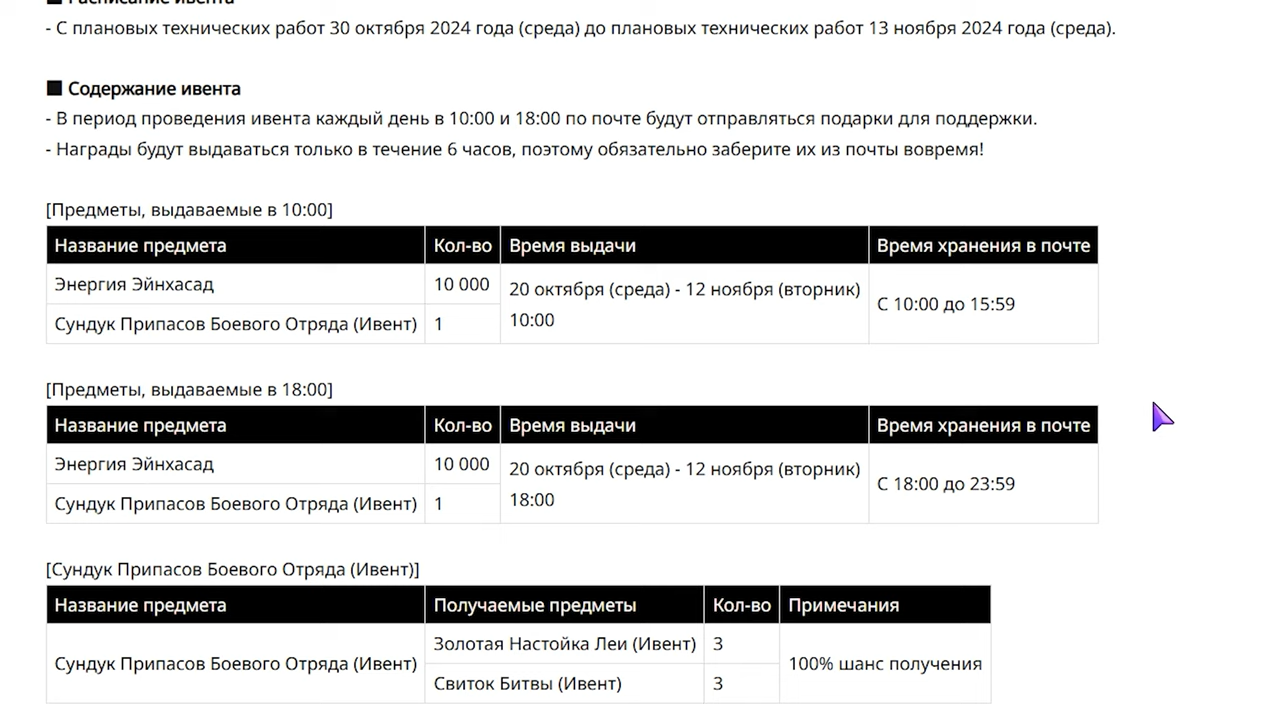 ■ Расписание ивента
- С плановых технических работ 30 октября 2024 года (среда) до плановых технических работ 13 ноября 2024 года (среда).
■ Содержание ивента
- В период проведения ивента каждый день в 10:00 и 18:00 по почте будут отправляться подарки для поддержки.
- Награды будут выдаваться только в течение 6 часов, поэтому обязательно заберите их из почты вовремя!
[Предметы, выдаваемые в 10:00]
Название предмета Кол-во Время выдачи Время хранения в почте
Энергия Эйнхасад 10 000
20 октября (среда) - 12 ноября (вторник)
С 10:00 до 15:59
10:00
Сундук Припасов Боевого Отряда (Ивент) 1
[Предметы, выдаваемые в 18:00]
Название предмета Кол-во Время выдачи Время хранения в почте
Энергия Эйнхасад 10 000
20 октября (среда) - 12 ноября (вторник)
С 18:00 до 23:59
18:00
Сундук Припасов Боевого Отряда (Ивент) 1
[Сундук Припасов Боевого Отряда (Ивент)]
Название предмета Получаемые предметы Кол-во Примечания
Золотая Настойка Леи (Ивент) 3
Сундук Припасов Боевого Отряда (Ивент) 100% шанс получения
Свиток Битвы (Ивент) 3